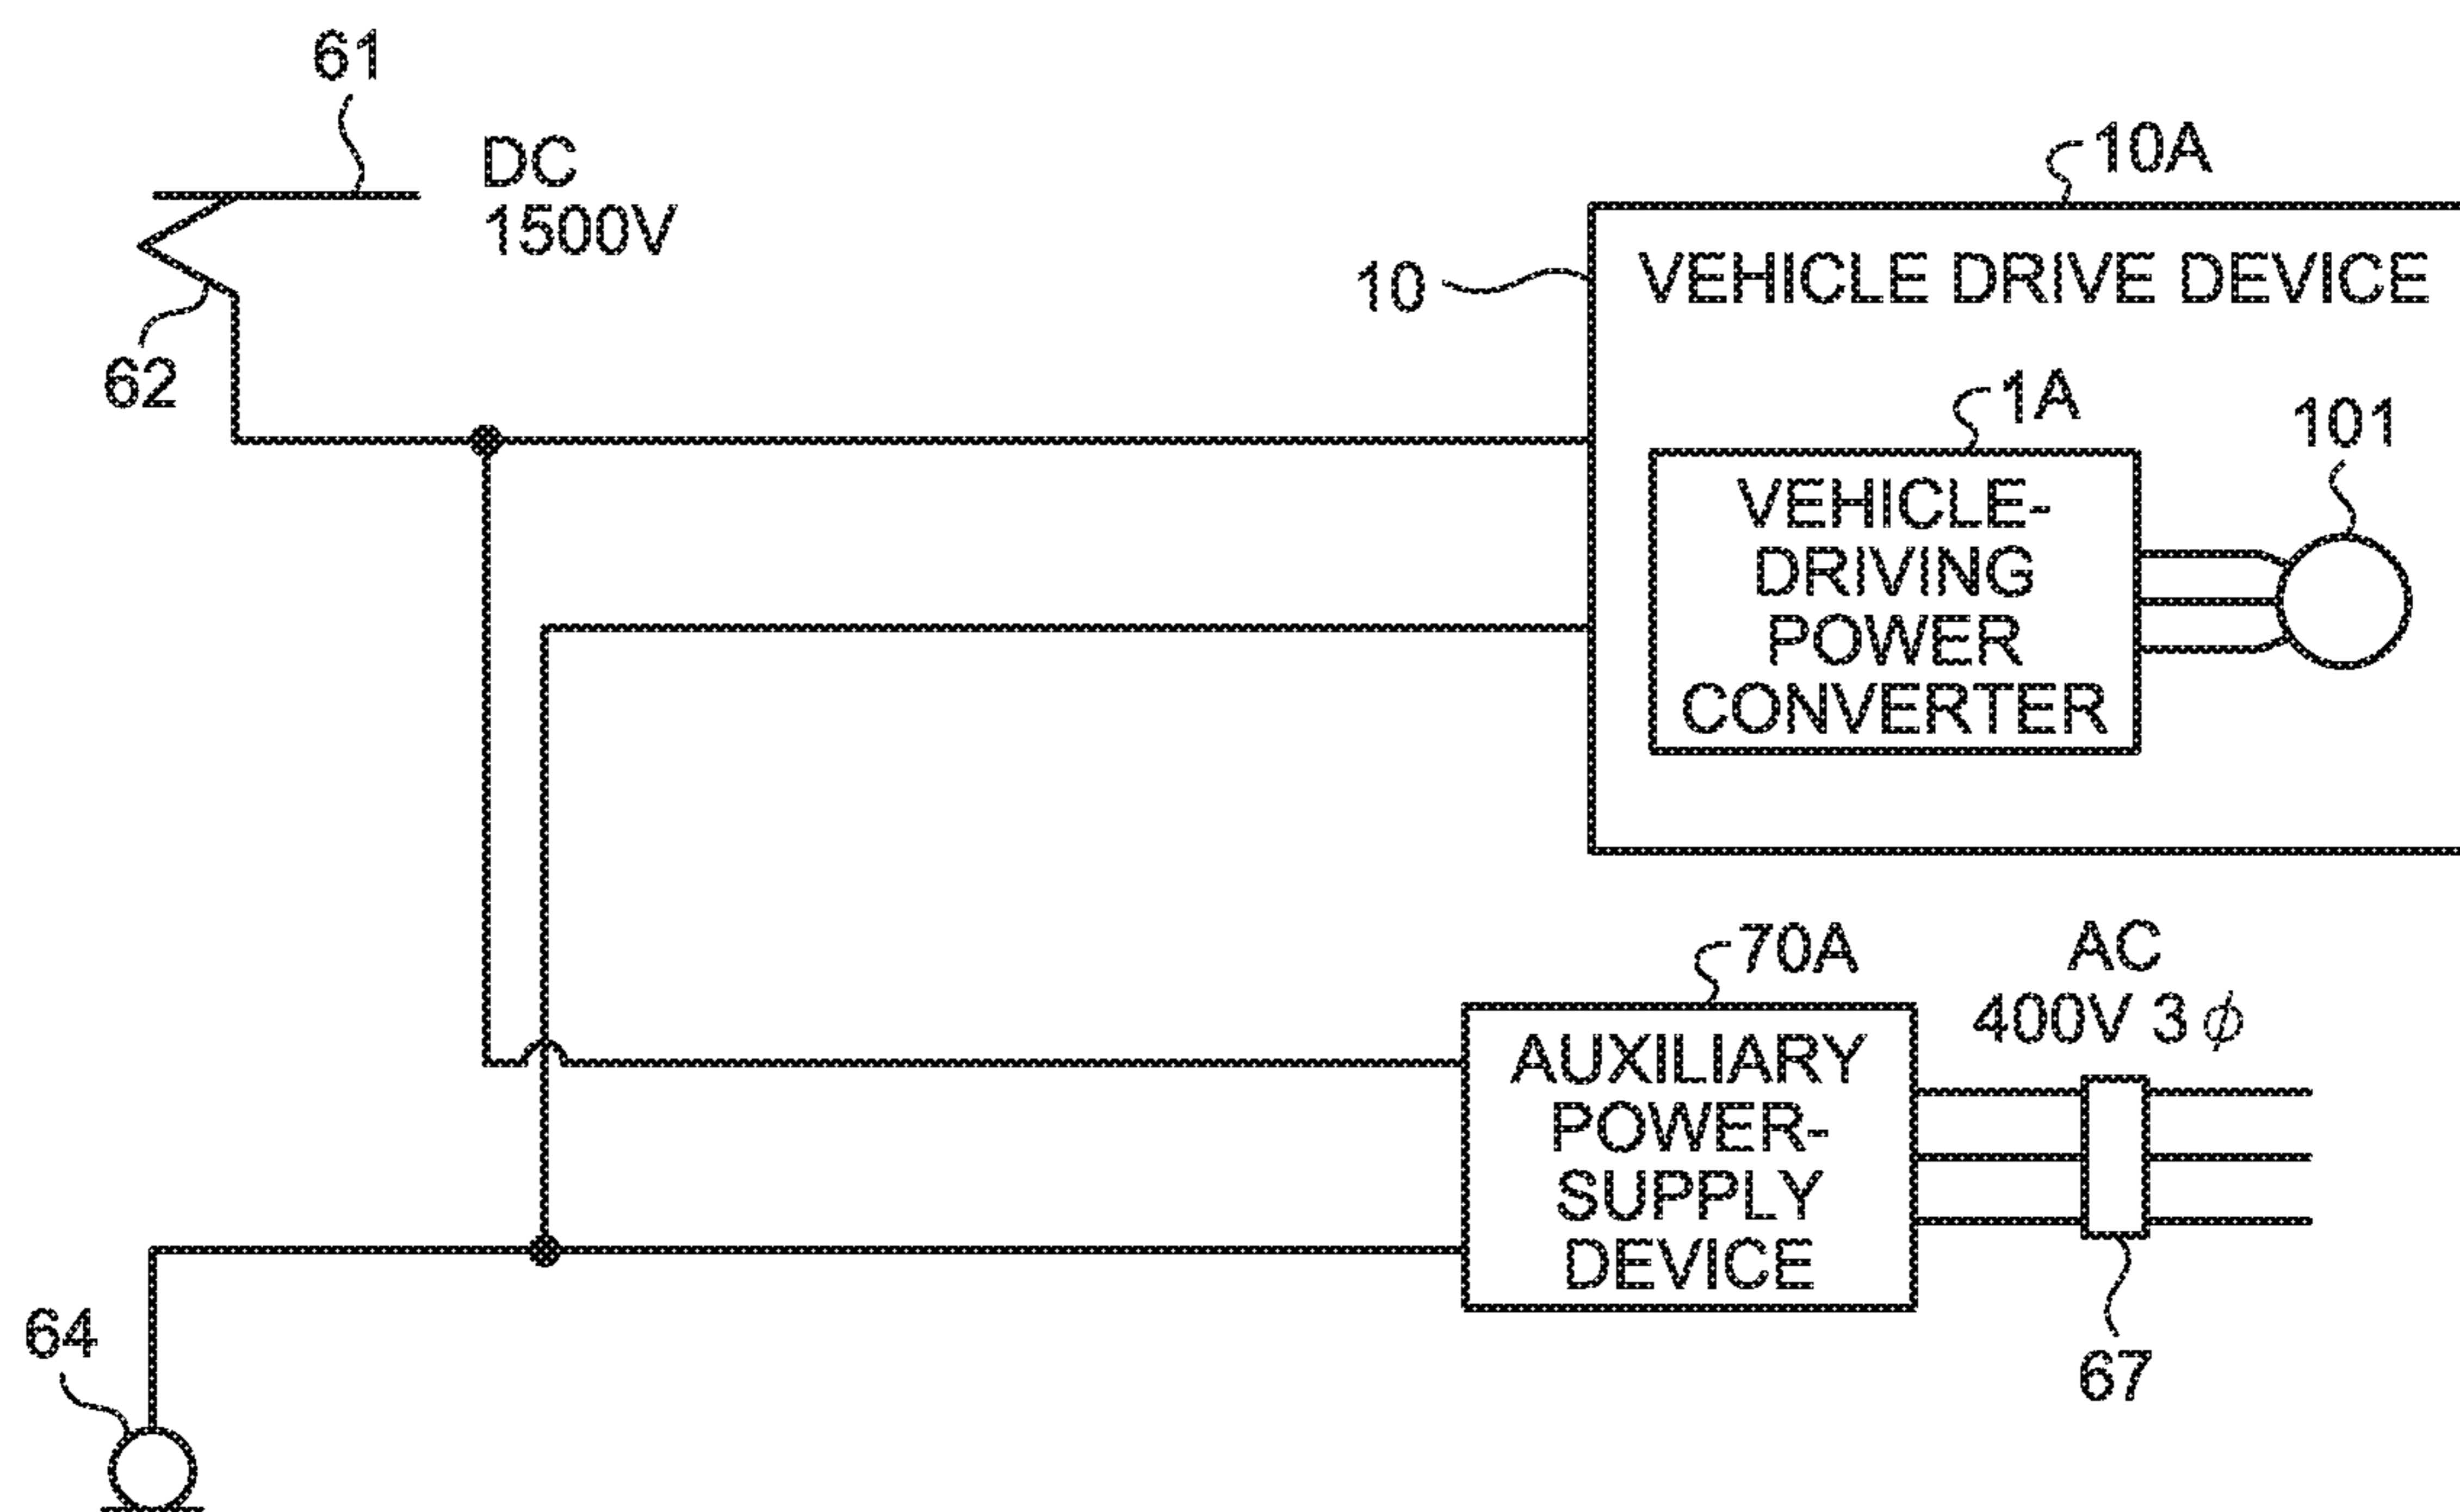 61
DC
1500V
62
10A
10
VEHICLE DRIVE DEVICE
1A
101
VEHICLE-
DRIVING
POWER
CONVERTER
70A
AC
400V 3 ϕ
AUXILIARY
POWER-
SUPPLY
DEVICE
67
64